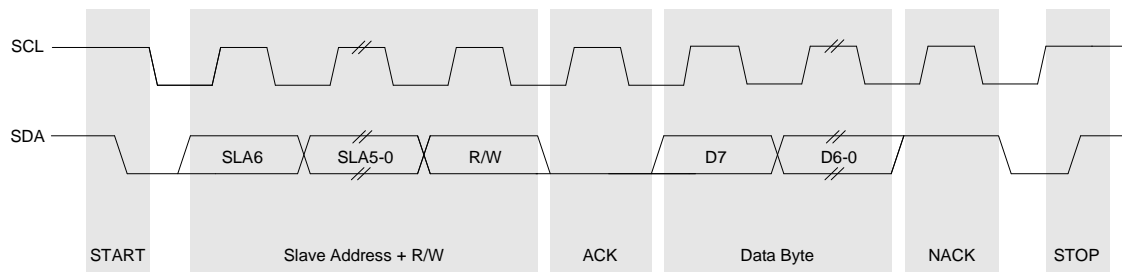 SCL
SDA
SLA6
SLA5-0
R/W
D7
D6-0
START
Slave Address + R/W
ACK
Data Byte
NACK
STOP